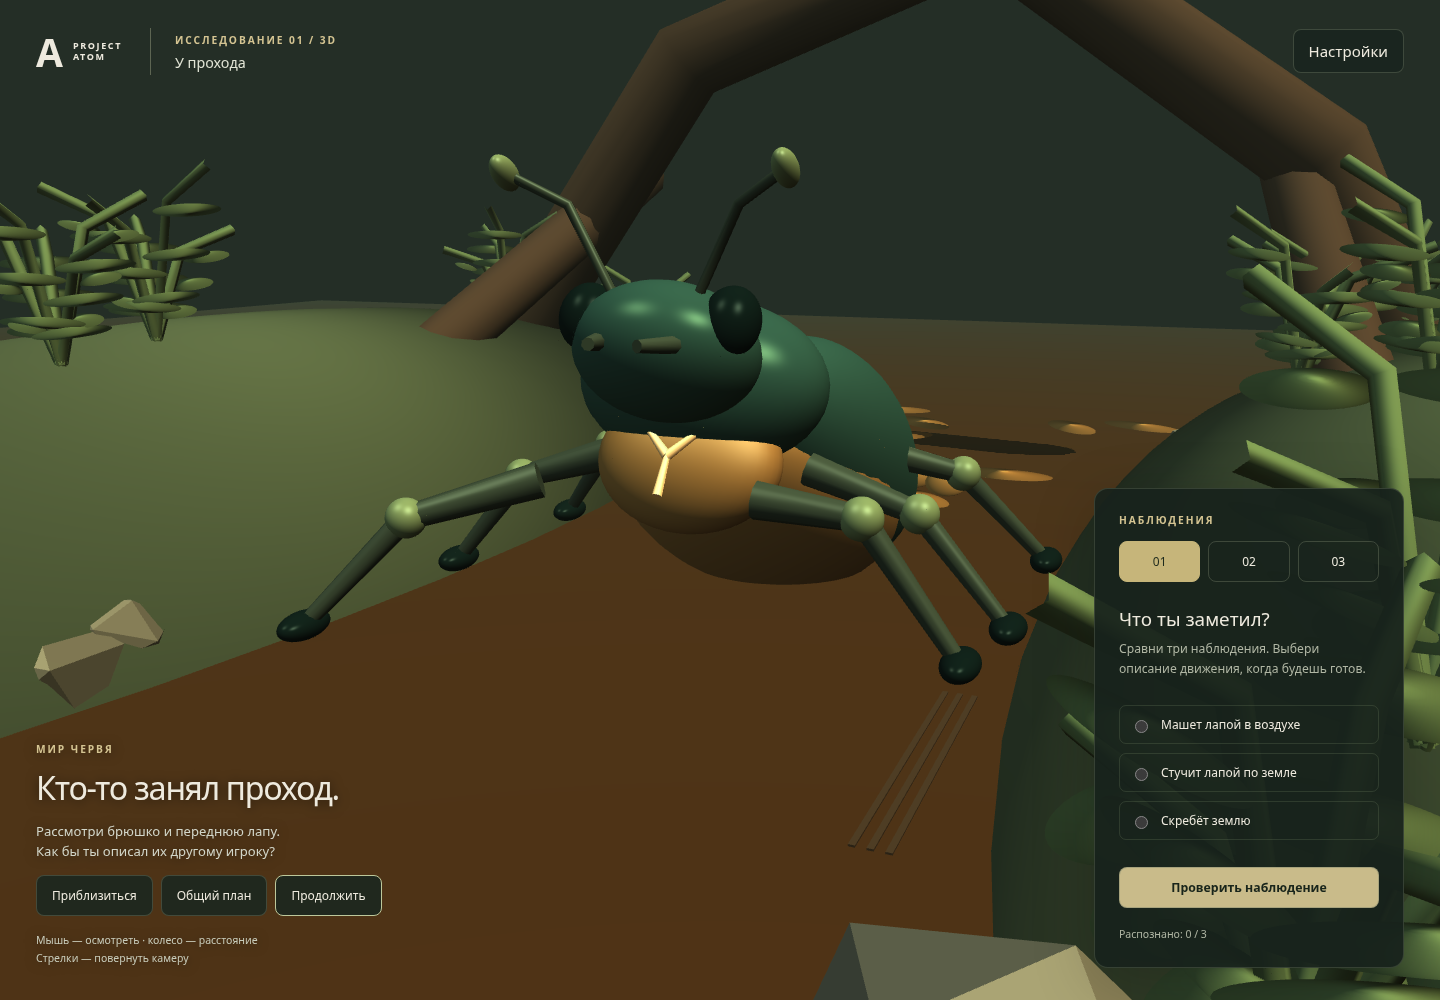 A PROJECT
ATOM
ИССЛЕДОВАНИЕ 01 / 3D
У прохода
Настройки
НАБЛЮДЕНИЯ
01 02 03
Что ты заметил?
Сравни три наблюдения. Выбери
описание движения, когда будешь готов.
Машет лапой в воздухе
Стучит лапой по земле
Скребёт землю
Проверить наблюдение
Распознано: 0 / 3
МИР ЧЕРВЯ
Кто-то занял проход.
Рассмотри брюшко и переднюю лапу.
Как бы ты описал их другому игроку?
Приблизиться Общий план Продолжить
Мышь — осмотреть · колесо — расстояние
Стрелки — повернуть камеру